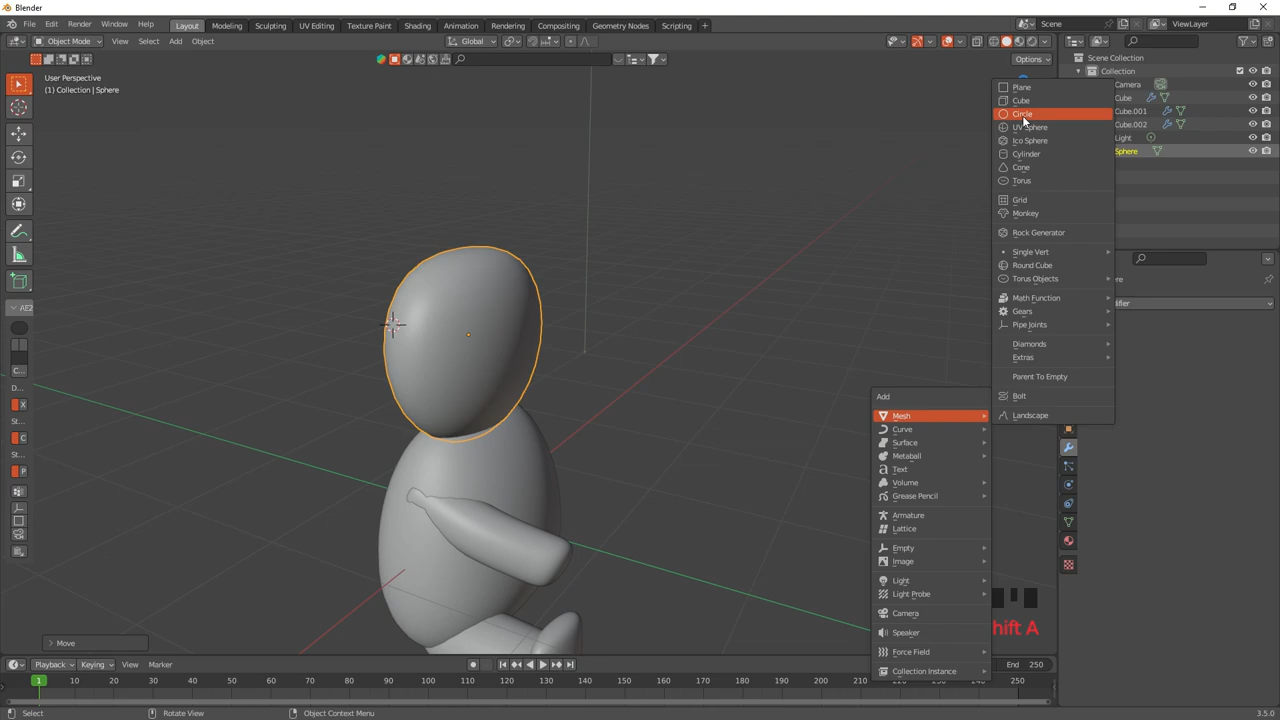 Blender
File Edit Render Window Help
Layout Modeling Sculpting UV Editing Texture Paint Shading Animation Rendering Compositing Geometry Nodes Scripting
Scene
ViewLayer
Object Mode View Select Add Object
Global
Options
User Perspective
(1) Collection | Sphere
Scene Collection
Collection
Camera
Cube
Cube.001
Cube.002
Light
Sphere
Plane
Cube
Circle
UV Sphere
Ico Sphere
Cylinder
Cone
Torus
Grid
Monkey
Rock Generator
Single Vert
Round Cube
Torus Objects
Math Function
Gears
Pipe Joints
Diamonds
Extras
Parent To Empty
Bolt
Landscape
re
ifier
Add
Mesh
Curve
Surface
Metaball
Text
Volume
Grease Pencil
Armature
Lattice
Empty
Image
Light
Light Probe
Camera
Speaker
Force Field
Collection Instance
AE2
C...
D...
X
St...
C
St...
P
hift A
Move
Playback Keying View Marker
End 250
1 10 20 30 40 50 60 70 80 90 100 110 120 130 140 150 160 170 180 190 200 210 250
Select Rotate View Object Context Menu
3.5.0